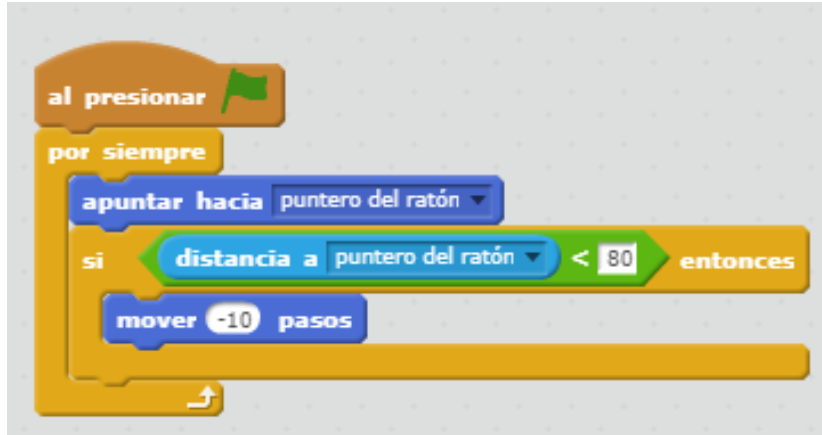 al presionar
por siempre
apuntar hacia puntero del ratón
si distancia a puntero del ratón < 80 entonces
mover -10 pasos